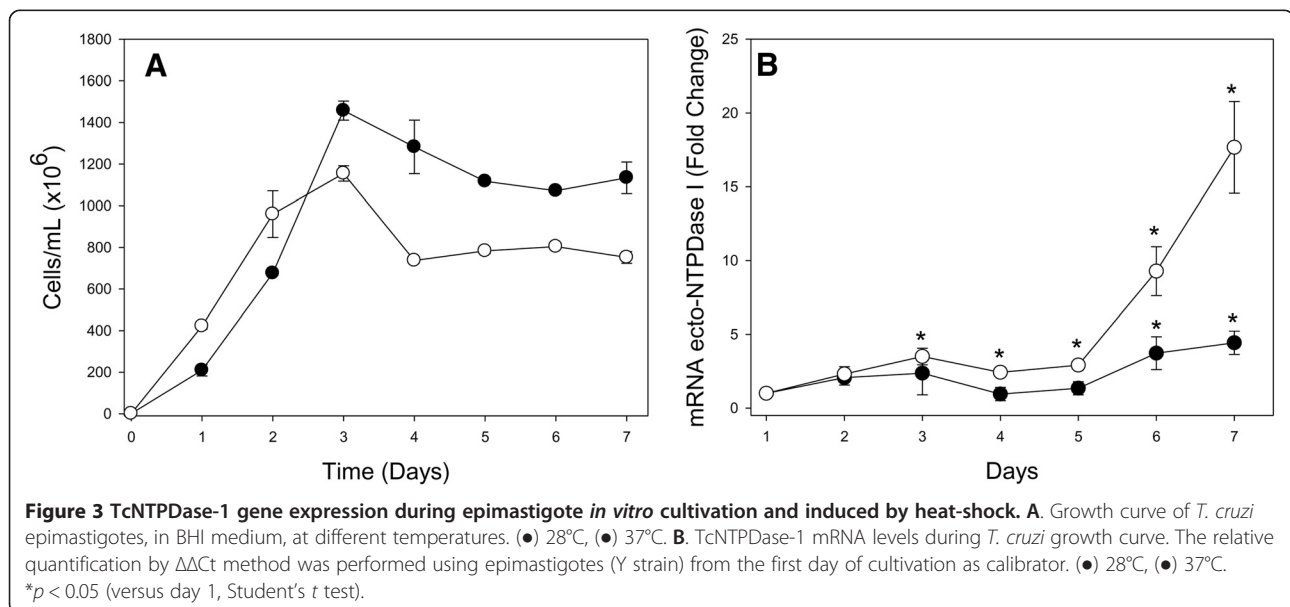 A
Cells/mL (x10⁶)
1800
1600
1400
1200
1000
800
600
400
200
0
0 1 2 3 4 5 6 7
Time (Days)
B
mRNA ecto-NTPDase I (Fold Change)
25
20
15
10
5
0
* * * * * * *
1 2 3 4 5 6 7
Days
Figure 3 TcNTPDase-1 gene expression during epimastigote in vitro cultivation and induced by heat-shock. A. Growth curve of T. cruzi
epimastigotes, in BHI medium, at different temperatures. (●) 28°C, (●) 37°C. B. TcNTPDase-1 mRNA levels during T. cruzi growth curve. The relative
quantification by ΔΔCt method was performed using epimastigotes (Y strain) from the first day of cultivation as calibrator. (●) 28°C, (●) 37°C.
*p < 0.05 (versus day 1, Student's t test).